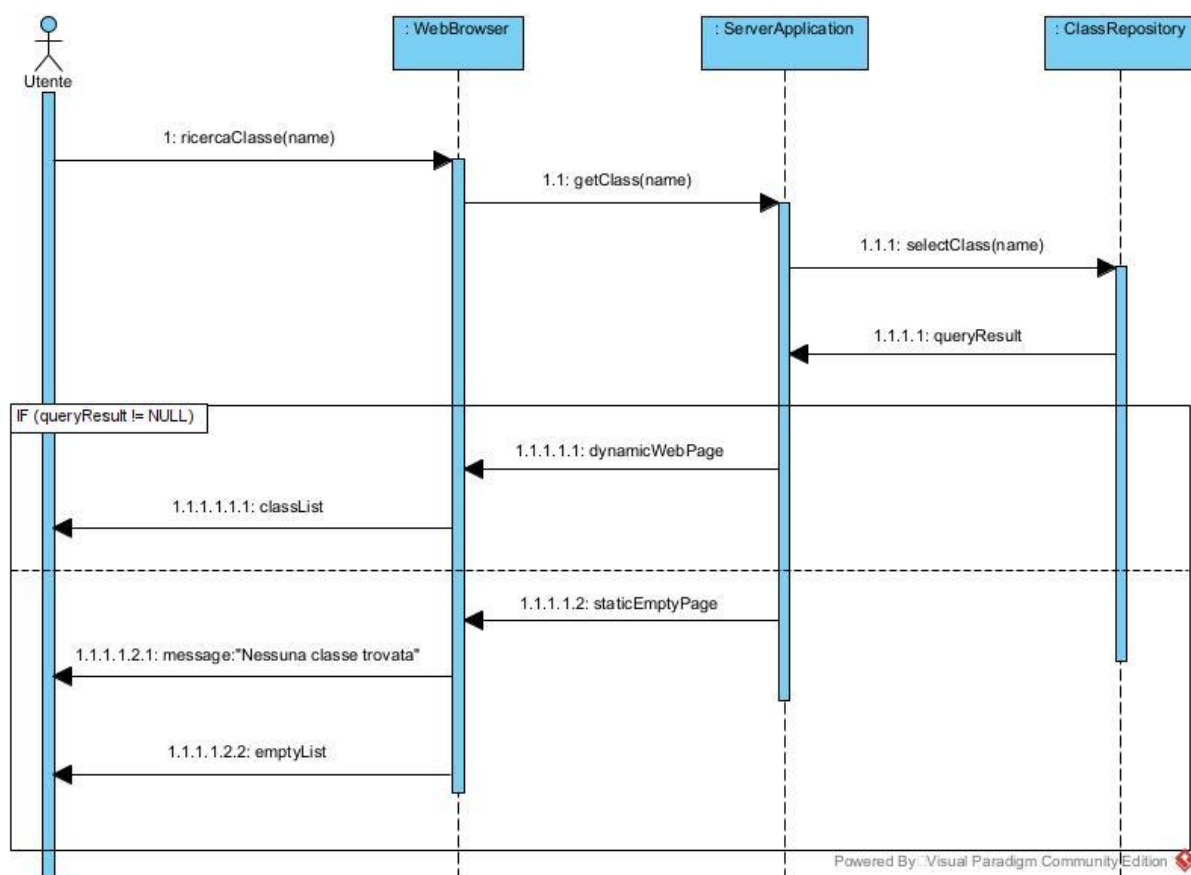 : WebBrowser
: ServerApplication
: ClassRepository
Utente
1: ricercaClasse(name)
1.1: getClass(name)
1.1.1: selectClass(name)
1.1.1.1: queryResult
IF (queryResult != NULL)
1.1.1.1.1: dynamicWebPage
1.1.1.1.1.1: classList
1.1.1.1.2: staticEmptyPage
1.1.1.1.2.1: message:"Nessuna classe trovata"
1.1.1.1.2.2: emptyList
Powered By Visual Paradigm Community Edition